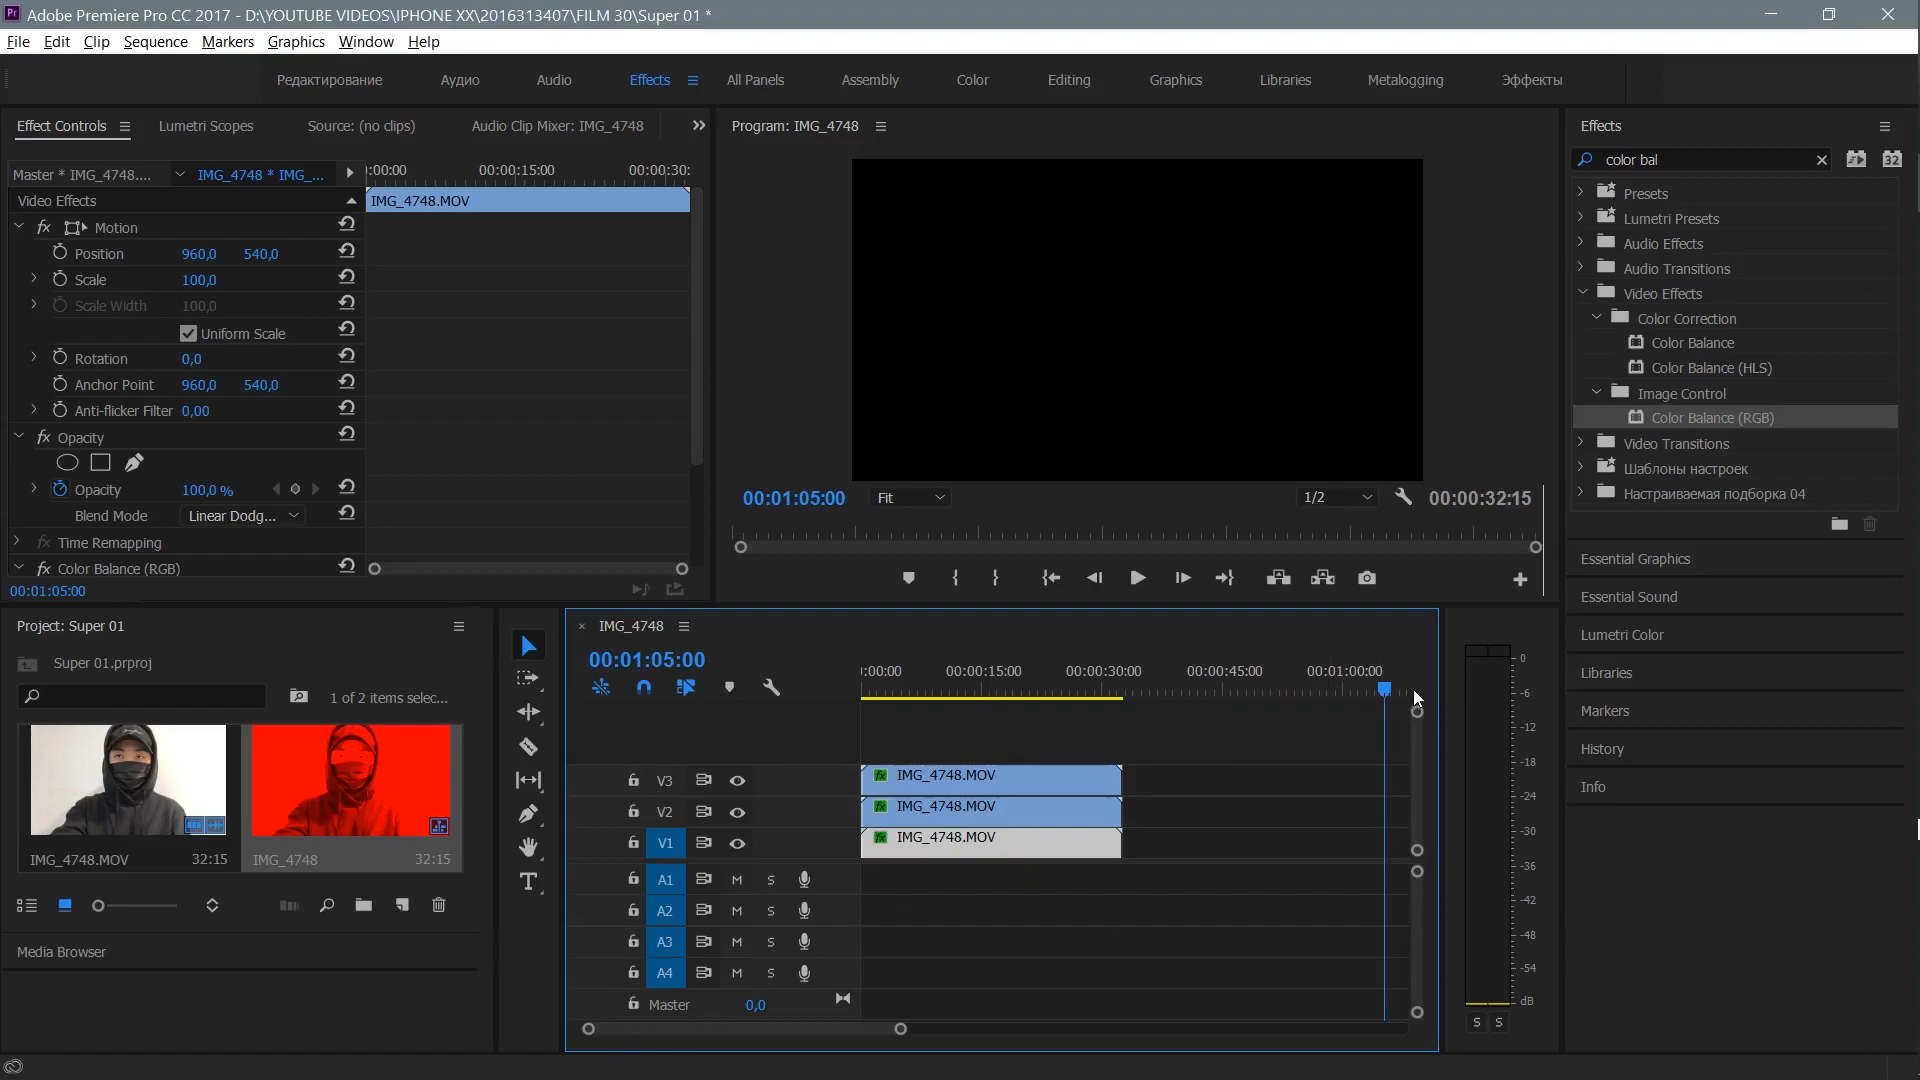 Adobe Premiere Pro CC 2017 - D:\YOUTUBE VIDEOS\IPHONE XX\2016313407\FILM 30\Super 01 *
File Edit Clip Sequence Markers Graphics Window Help
Редактирование Аудио Audio Effects All Panels Assembly Color Editing Graphics Libraries Metalogging Эффекты
Effect Controls Lumetri Scopes Source: (no clips) Audio Clip Mixer: IMG_4748
Master * IMG_4748.... IMG_4748 * IMG_... :00:00 00:00:15:00 00:00:30:
Video Effects IMG_4748.MOV
fx Motion
Position 960,0 540,0
Scale 100,0
Scale Width 100,0
Uniform Scale
Rotation 0,0
Anchor Point 960,0 540,0
Anti-flicker Filter 0,00
fx Opacity
Opacity 100,0 %
Blend Mode Linear Dodg...
fx Time Remapping
fx Color Balance (RGB)
00:01:05:00
Program: IMG_4748
00:01:05:00 Fit 1/2 00:00:32:15
Effects
color bal 32
Presets
Lumetri Presets
Audio Effects
Audio Transitions
Video Effects
Color Correction
Color Balance
Color Balance (HLS)
Image Control
Color Balance (RGB)
Video Transitions
Шаблоны настроек
Настраиваемая подборка 04
Essential Graphics
Essential Sound
Lumetri Color
Libraries
Markers
History
Info
Project: Super 01
Super 01.prproj
1 of 2 items selec...
IMG_4748.MOV 32:15 IMG_4748 32:15
Media Browser
× IMG_4748
00:01:05:00
:00:00 00:00:15:00 00:00:30:00 00:00:45:00 00:01:00:00
V3 fx IMG_4748.MOV
V2 fx IMG_4748.MOV
V1 fx IMG_4748.MOV
A1 M S
A2 M S
A3 M S
A4 M S
Master 0,0
0
-6
-12
-18
-24
-30
-36
-42
-48
-54
dB
S S